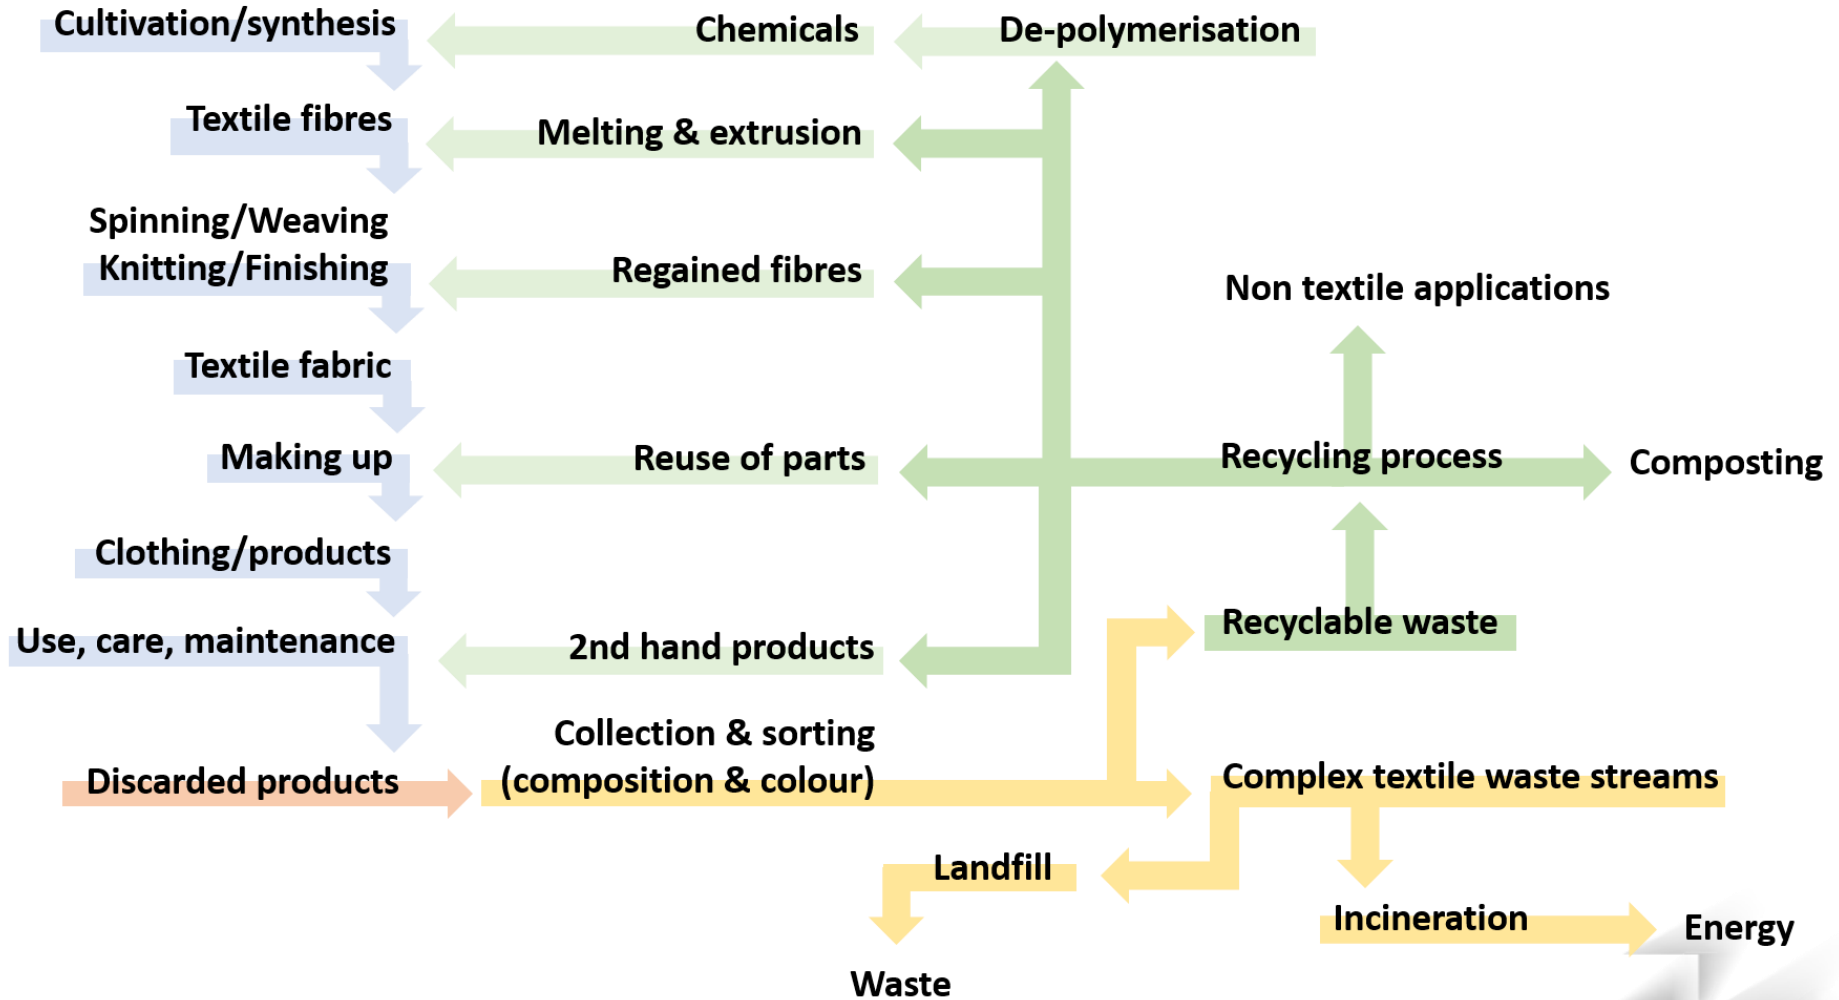 Cultivation/synthesis
Chemicals
De-polymerisation
Textile fibres
Melting & extrusion
Spinning/Weaving
Knitting/Finishing
Regained fibres
Non textile applications
Textile fabric
Making up
Reuse of parts
Recycling process
Composting
Clothing/products
Use, care, maintenance
2nd hand products
Recyclable waste
Collection & sorting
(composition & colour)
Discarded products
Complex textile waste streams
Landfill
Incineration
Energy
Waste